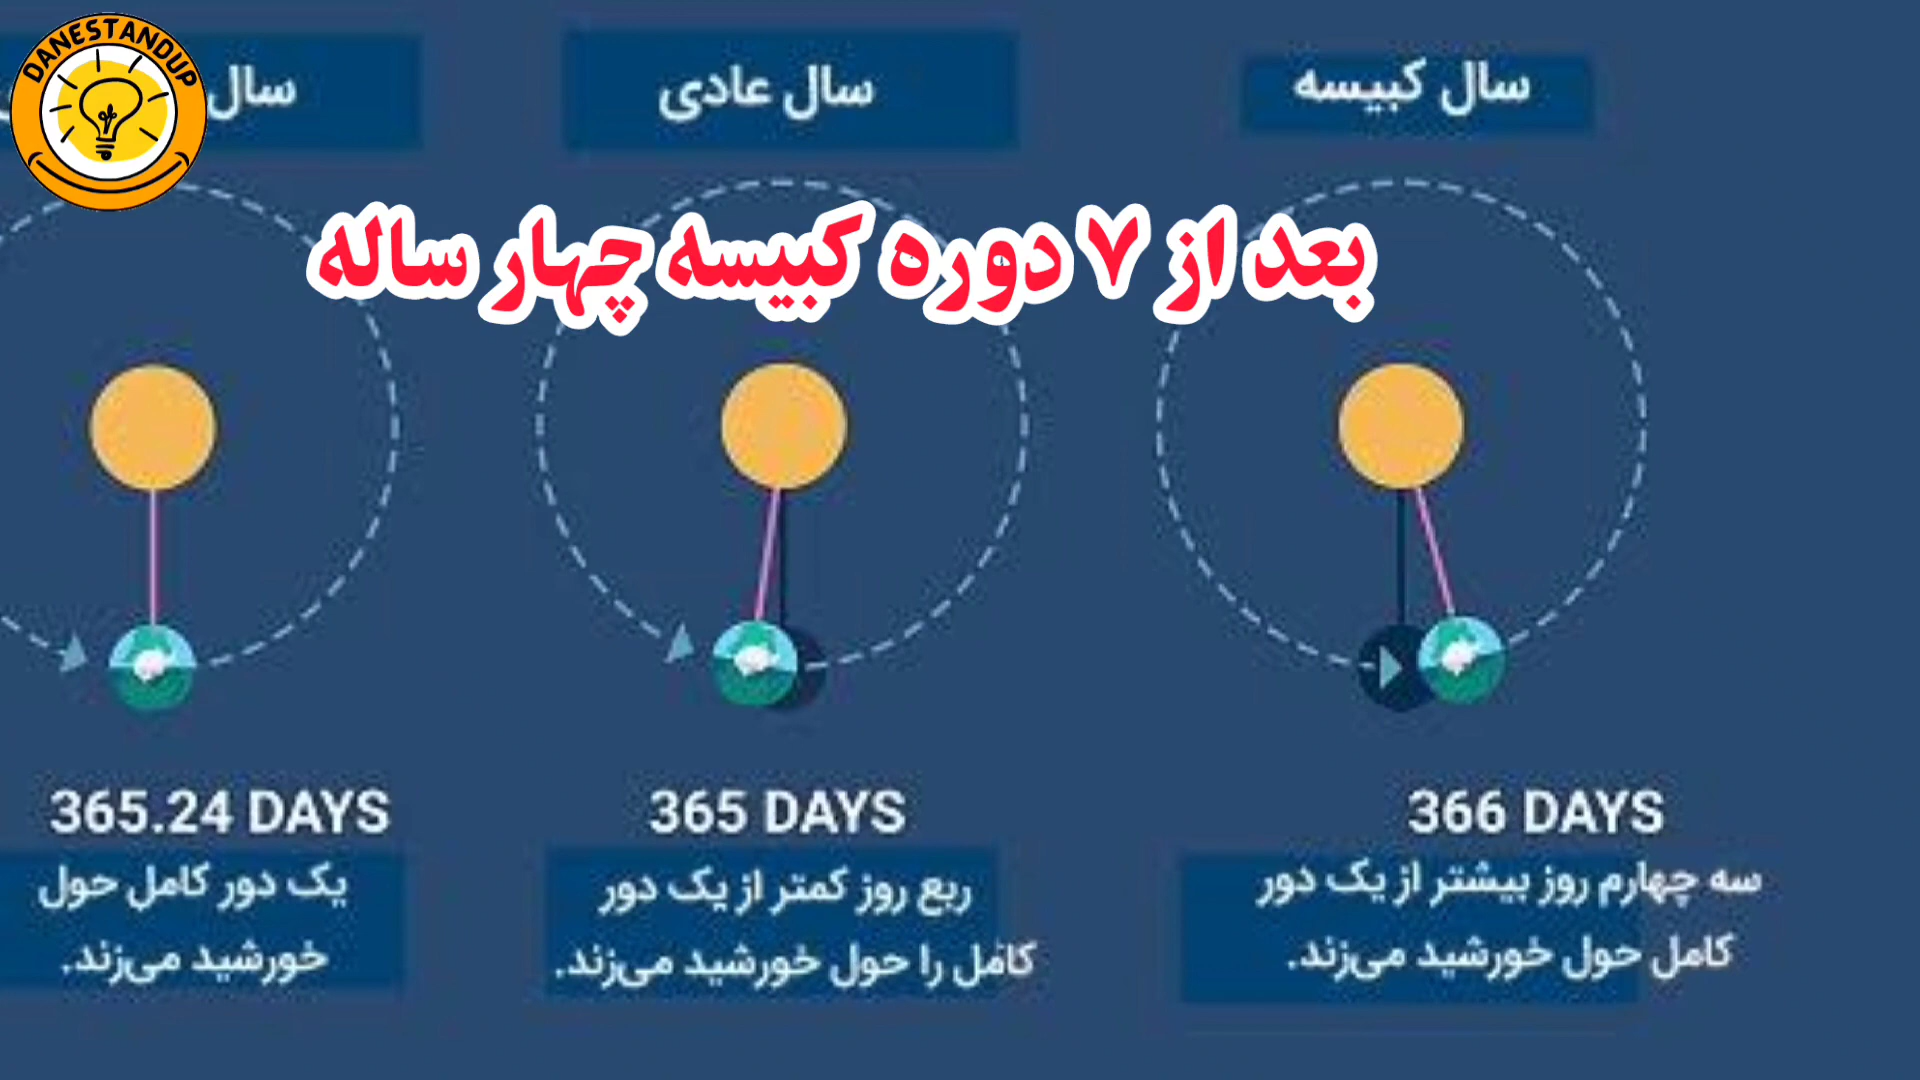 DANESTANDUP
سال کبیسه
سال عادی
سال
بعد از ۷ دوره کبیسه چهار ساله
366 DAYS
سه چهارم روز بیشتر از یک دور
کامل حول خورشید می‌زند.
365 DAYS
ربع روز کمتر از یک دور
کامل را حول خورشید می‌زند.
365.24 DAYS
یک دور کامل حول
خورشید می‌زند.